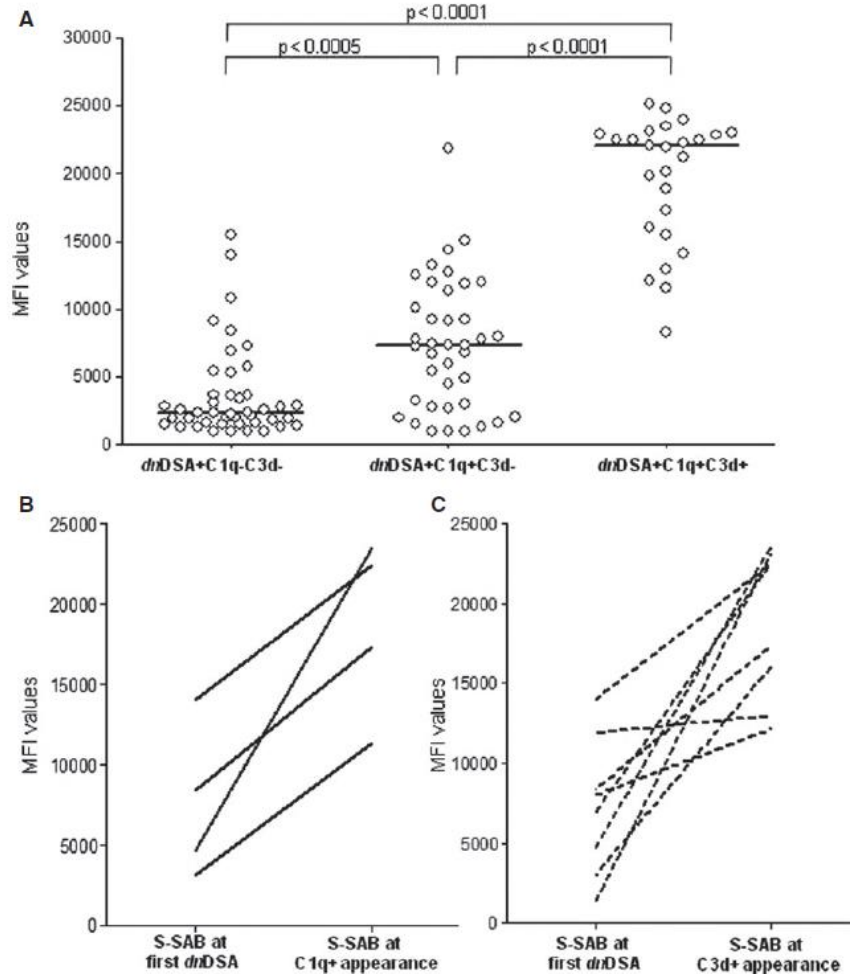 A
p<0.0001
p<0.0005
p<0.0001
30000
25000
20000
15000
10000
5000
0
MFI values
dnDSA+C1q-C3d-
dnDSA+C1q+C3d-
dnDSA+C1q+C3d+
B
25000
20000
15000
10000
5000
0
MFI values
S-SAB at
first dnDSA
S-SAB at
C1q+ appearance
C
25000
20000
15000
10000
5000
0
MFI values
S-SAB at
first dnDSA
S-SAB at
C3d+ appearance